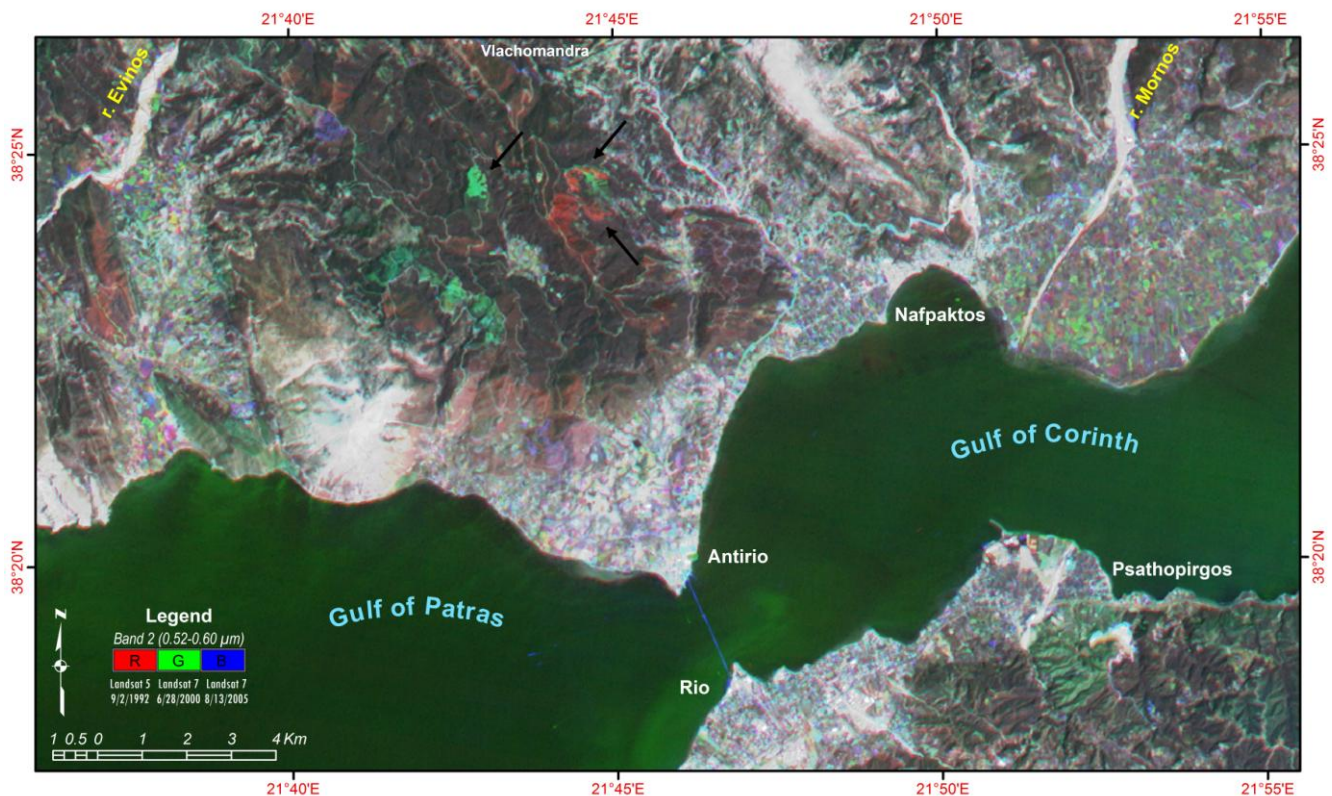 21°40'E 21°45'E 21°50'E 21°55'E
Vlachomandra
r. Evinos
r. Mornos
38°25'N
38°25'N
Nafpaktos
Gulf of Corinth
38°20'N
38°20'N
Antirio
Psathopirgos
Gulf of Patras
Rio
N
Legend
Band 2 (0.52-0.60 µm)
R G B
Landsat 5 Landsat 7 Landsat 7
9/2/1992 6/28/2000 8/13/2005
1 0.5 0 1 2 3 4 Km
21°40'E 21°45'E 21°50'E 21°55'E